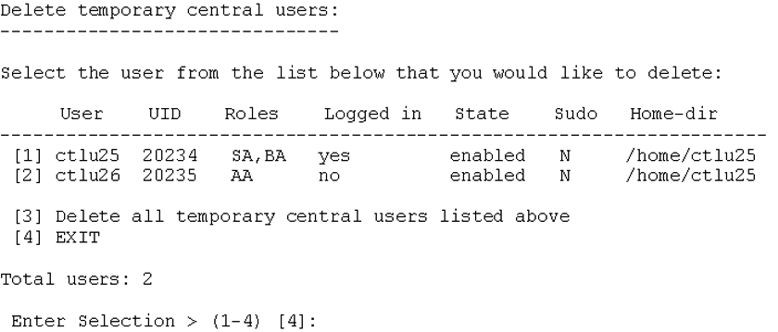 Delete temporary central users:
-------------------------------
Select the user from the list below that you would like to delete:
User UID Roles Logged in State Sudo Home-dir
----------------------------------------------------------------------
[1] ctlu25 20234 SA,BA yes enabled N /home/ctlu25
[2] ctlu26 20235 AA no enabled N /home/ctlu25
[3] Delete all temporary central users listed above
[4] EXIT
Total users: 2
Enter Selection > (1-4) [4]: